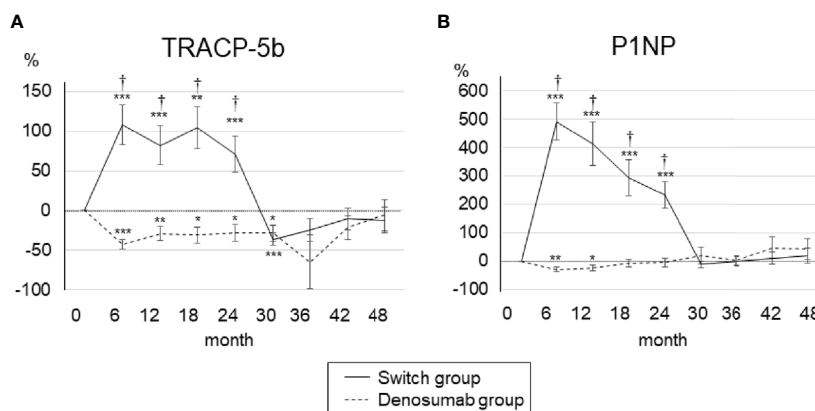 A
TRACP-5b
%
150
100
50
0
-50
-100
† *** † *** † ** † ***
*** ** * * *
***
0 6 12 18 24 30 36 42 48
month
B
P1NP
%
600
500
400
300
200
100
0
-100
†
***
†
***
†
***
†
***
** *
0 6 12 18 24 30 36 42 48
month
Switch group
Denosumab group